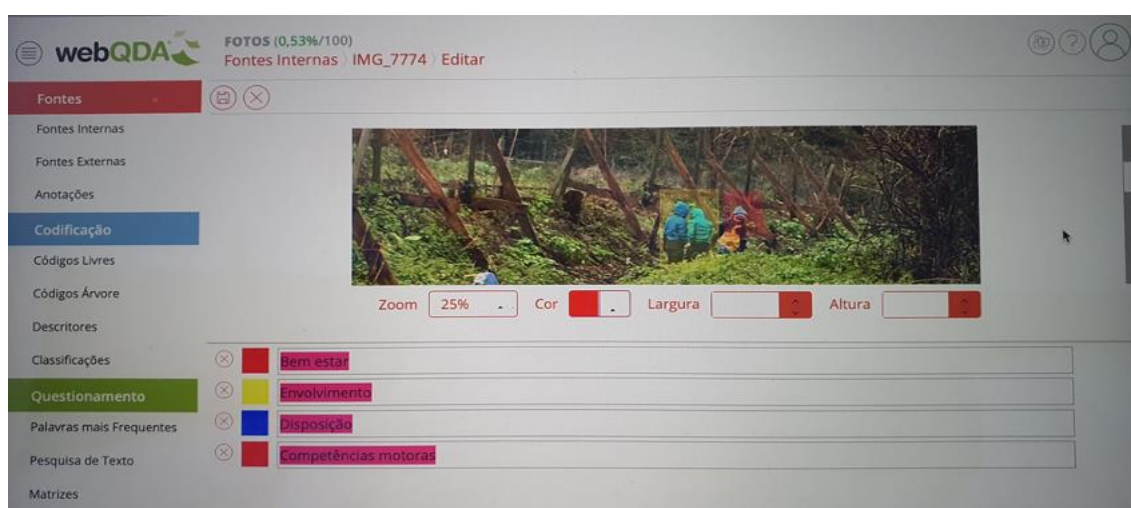 webQDA
FOTOS (0,53%/100)
Fontes Internas 〉 IMG_7774 〉 Editar
Fontes
Fontes Internas
Fontes Externas
Anotações
Codificação
Códigos Livres
Códigos Árvore
Descritores
Classificações
Questionamento
Palavras mais Frequentes
Pesquisa de Texto
Matrizes
Zoom 25% Cor Largura Altura
Bem estar
Envolvimento
Disposição
Competências motoras